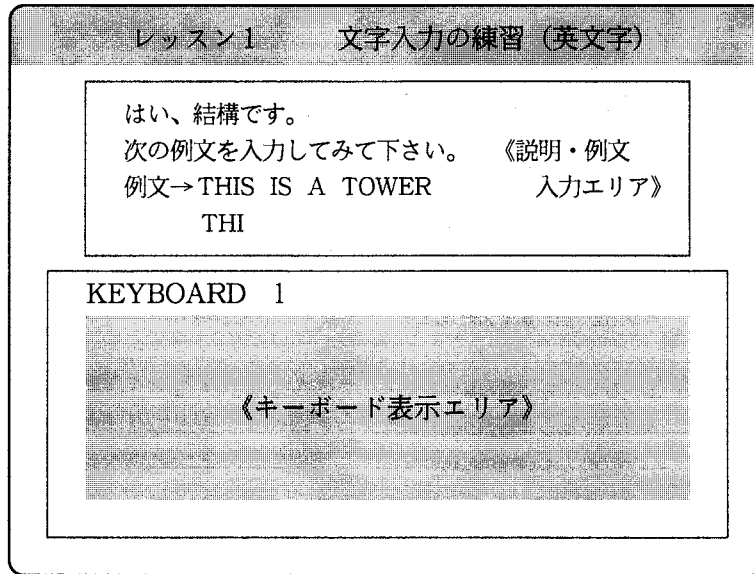 レッスン1 文字入力の練習(英文字)
はい、結構です。
次の例文を入力してみて下さい。 《説明・例文
例文→THIS IS A TOWER 入力エリア》
THI
KEYBOARD 1
《キーボード表示エリア》